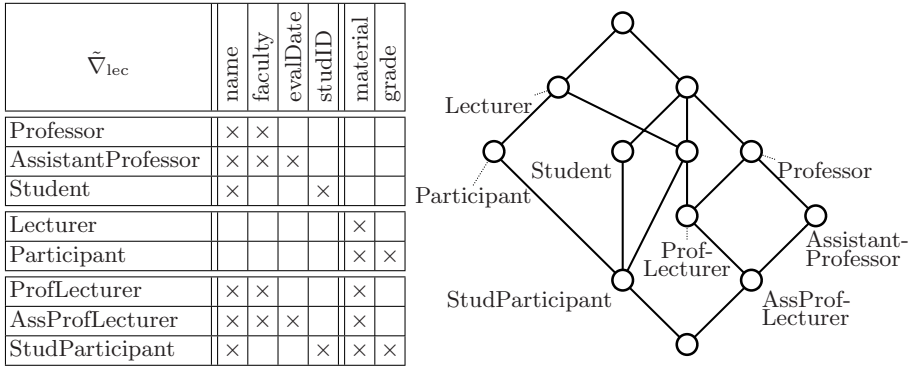 ∇̃lec
name
faculty
evalDate
studID
material
grade
Professor × ×
AssistantProfessor × × ×
Student × ×
Lecturer ×
Participant × ×
ProfLecturer × × ×
AssProfLecturer × × × ×
StudParticipant × × × ×
Lecturer
Participant
Student
Professor
Prof-
Lecturer
Assistant-
Professor
StudParticipant
AssProf-
Lecturer